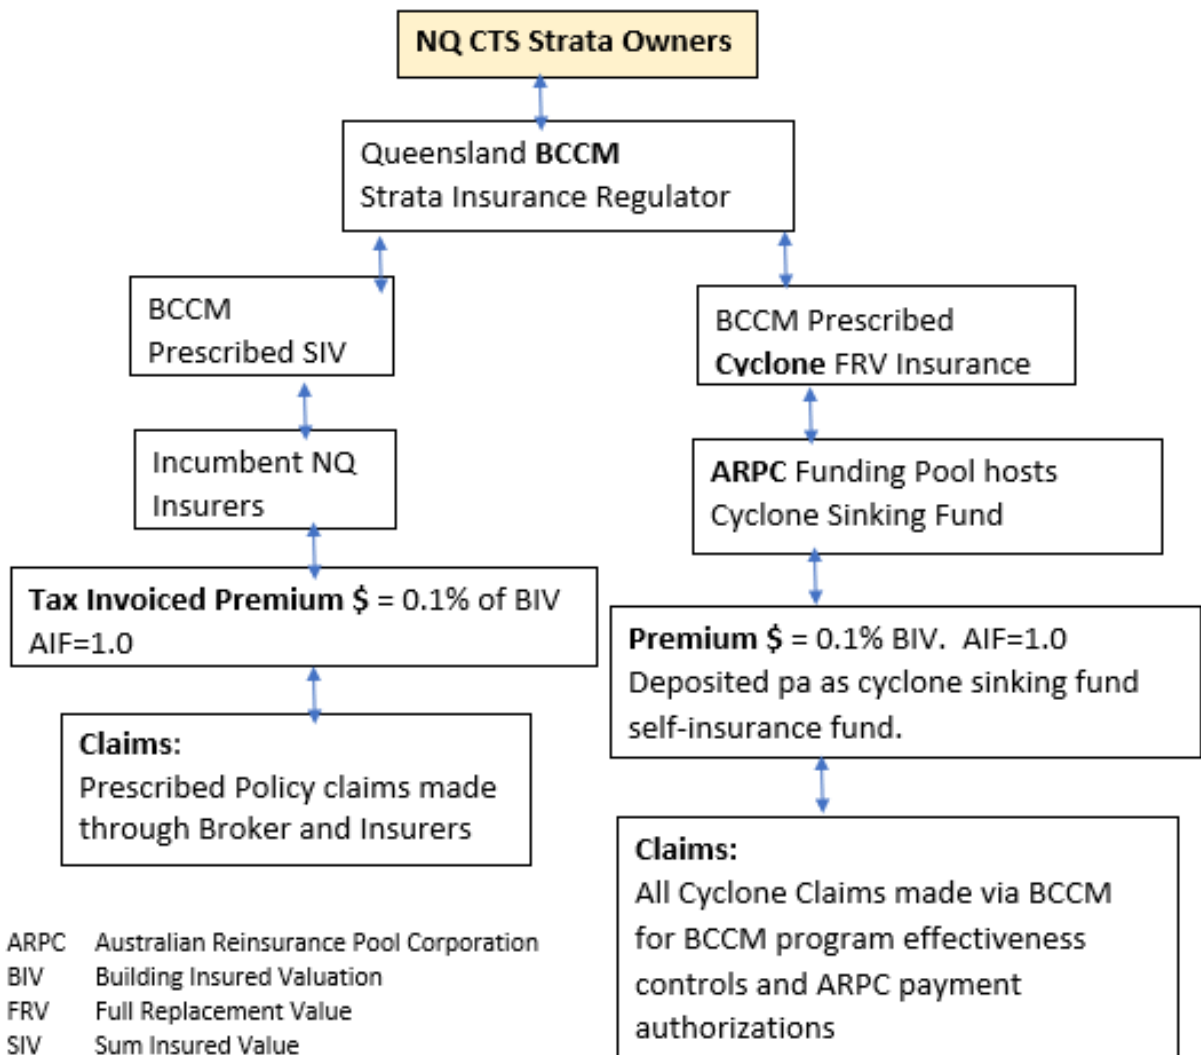 NQ CTS Strata Owners
Queensland BCCM
Strata Insurance Regulator
BCCM
Prescribed SIV
Incumbent NQ
Insurers
Tax Invoiced Premium $ = 0.1% of BIV
AIF=1.0
Claims:
Prescribed Policy claims made
through Broker and Insurers
BCCM Prescribed
Cyclone FRV Insurance
ARPC Funding Pool hosts
Cyclone Sinking Fund
Premium $ = 0.1% BIV.  AIF=1.0
Deposited pa as cyclone sinking fund
self-insurance fund.
Claims:
All Cyclone Claims made via BCCM
for BCCM program effectiveness
controls and ARPC payment
authorizations
ARPC Australian Reinsurance Pool Corporation
BIV Building Insured Valuation
FRV Full Replacement Value
SIV Sum Insured Value